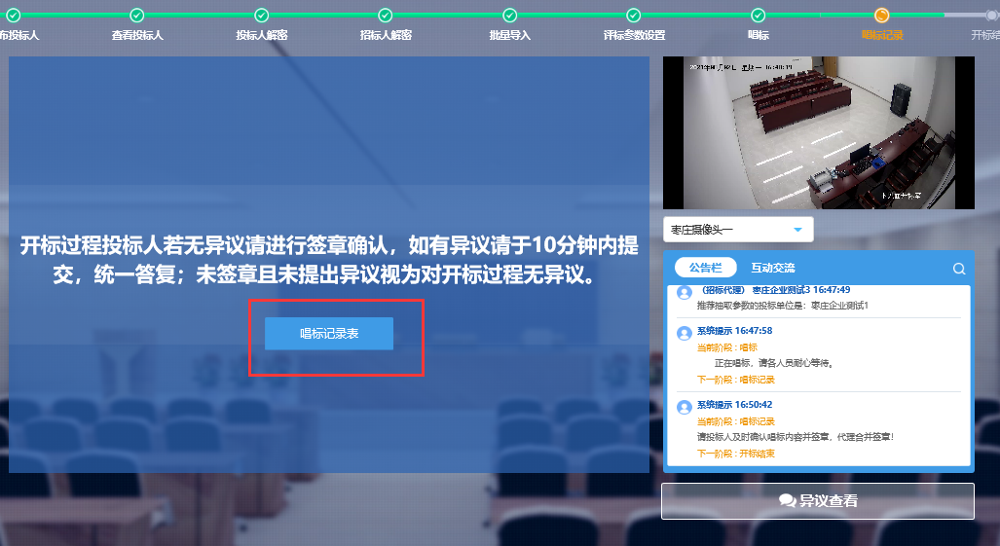 布投标人
查看投标人
投标人解密
招标人解密
批量导入
评标参数设置
唱标
唱标记录
开标结
开过程投标人若无异议请进行签章确认，如有异议请于10分钟内提
交，统一答复；未签章且未提出异议视为对开标过程无异议。
唱标记录表
星期一 16:48:19
枣庄摄像头一
公告栏
互动交流
（招标代理） 枣庄企业测试3 16:47:49
推荐抽取参数的投标单位是：枣庄企业测试1
系统提示 16:47:58
当前阶段 : 唱标
正在唱标，请各人员耐心等待。
下一阶段 : 唱标记录
系统提示 16:50:42
当前阶段 : 唱标记录
请投标人及时确认唱标内容并签章，代理合并签章！
下一阶段 : 开标结束
异议查看